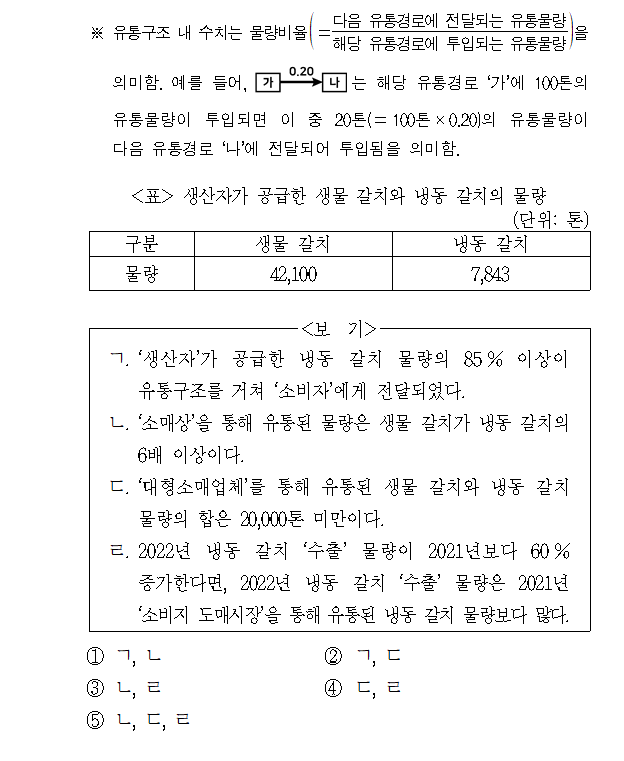 ※ 유통구조 내 수치는 물량비율(=다음 유통경로에 전달되는 유통물량/해당 유통경로에 투입되는 유통물량)을
의미함. 예를 들어, 가 0.20 나 는 해당 유통경로 ‘가’에 100톤의
유통물량이 투입되면 이 중 20톤(=100톤×0.20)의 유통물량이
다음 유통경로 ‘나’에 전달되어 투입됨을 의미함.
<표> 생산자가 공급한 생물 갈치와 냉동 갈치의 물량
(단위: 톤)
구분 생물 갈치 냉동 갈치
물량 42,100 7,843
<보 기>
ㄱ. ‘생산자’가 공급한 냉동 갈치 물량의 85% 이상이
유통구조를 거쳐 ‘소비자’에게 전달되었다.
ㄴ. ‘소매상’을 통해 유통된 물량은 생물 갈치가 냉동 갈치의
6배 이상이다.
ㄷ. ‘대형소매업체’를 통해 유통된 생물 갈치와 냉동 갈치
물량의 합은 20,000톤 미만이다.
ㄹ. 2022년 냉동 갈치 ‘수출’ 물량이 2021년보다 60%
증가한다면, 2022년 냉동 갈치 ‘수출’ 물량은 2021년
‘소비지 도매시장’을 통해 유통된 냉동 갈치 물량보다 많다.
① ㄱ, ㄴ ② ㄱ, ㄷ
③ ㄴ, ㄹ ④ ㄷ, ㄹ
⑤ ㄴ, ㄷ, ㄹ